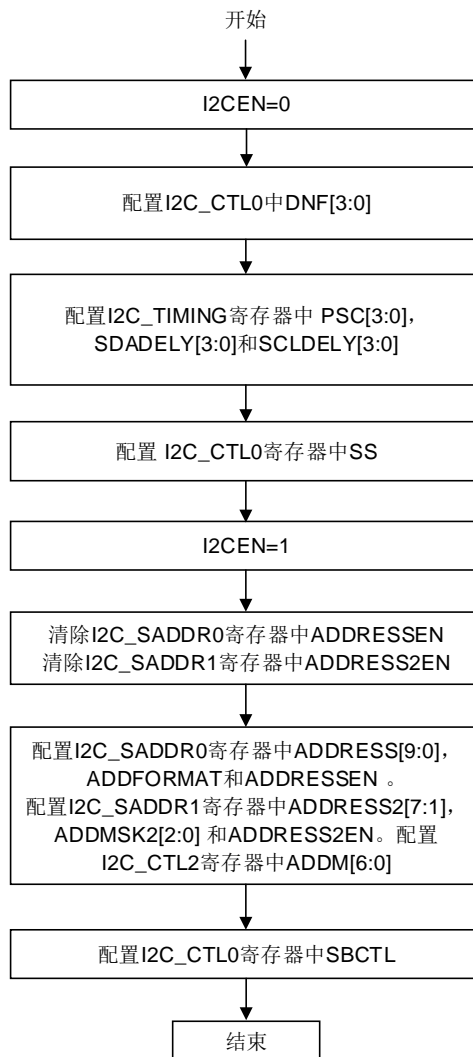 开始
I2CEN=0
配置I2C_CTL0中DNF[3:0]
配置I2C_TIMING寄存器中 PSC[3:0]，
SDADELY[3:0]和SCLDELY[3:0]
配置 I2C_CTL0寄存器中SS
I2CEN=1
清除I2C_SADDR0寄存器中ADDRESSEN
清除I2C_SADDR1寄存器中ADDRESS2EN
配置I2C_SADDR0寄存器中ADDRESS[9:0]，
ADDFORMAT和ADDRESSEN 。
配置I2C_SADDR1寄存器中ADDRESS2[7:1]，
ADDMSK2[2:0] 和ADDRESS2EN。配置
I2C_CTL2寄存器中ADDM[6:0]
配置I2C_CTL0寄存器中SBCTL
结束